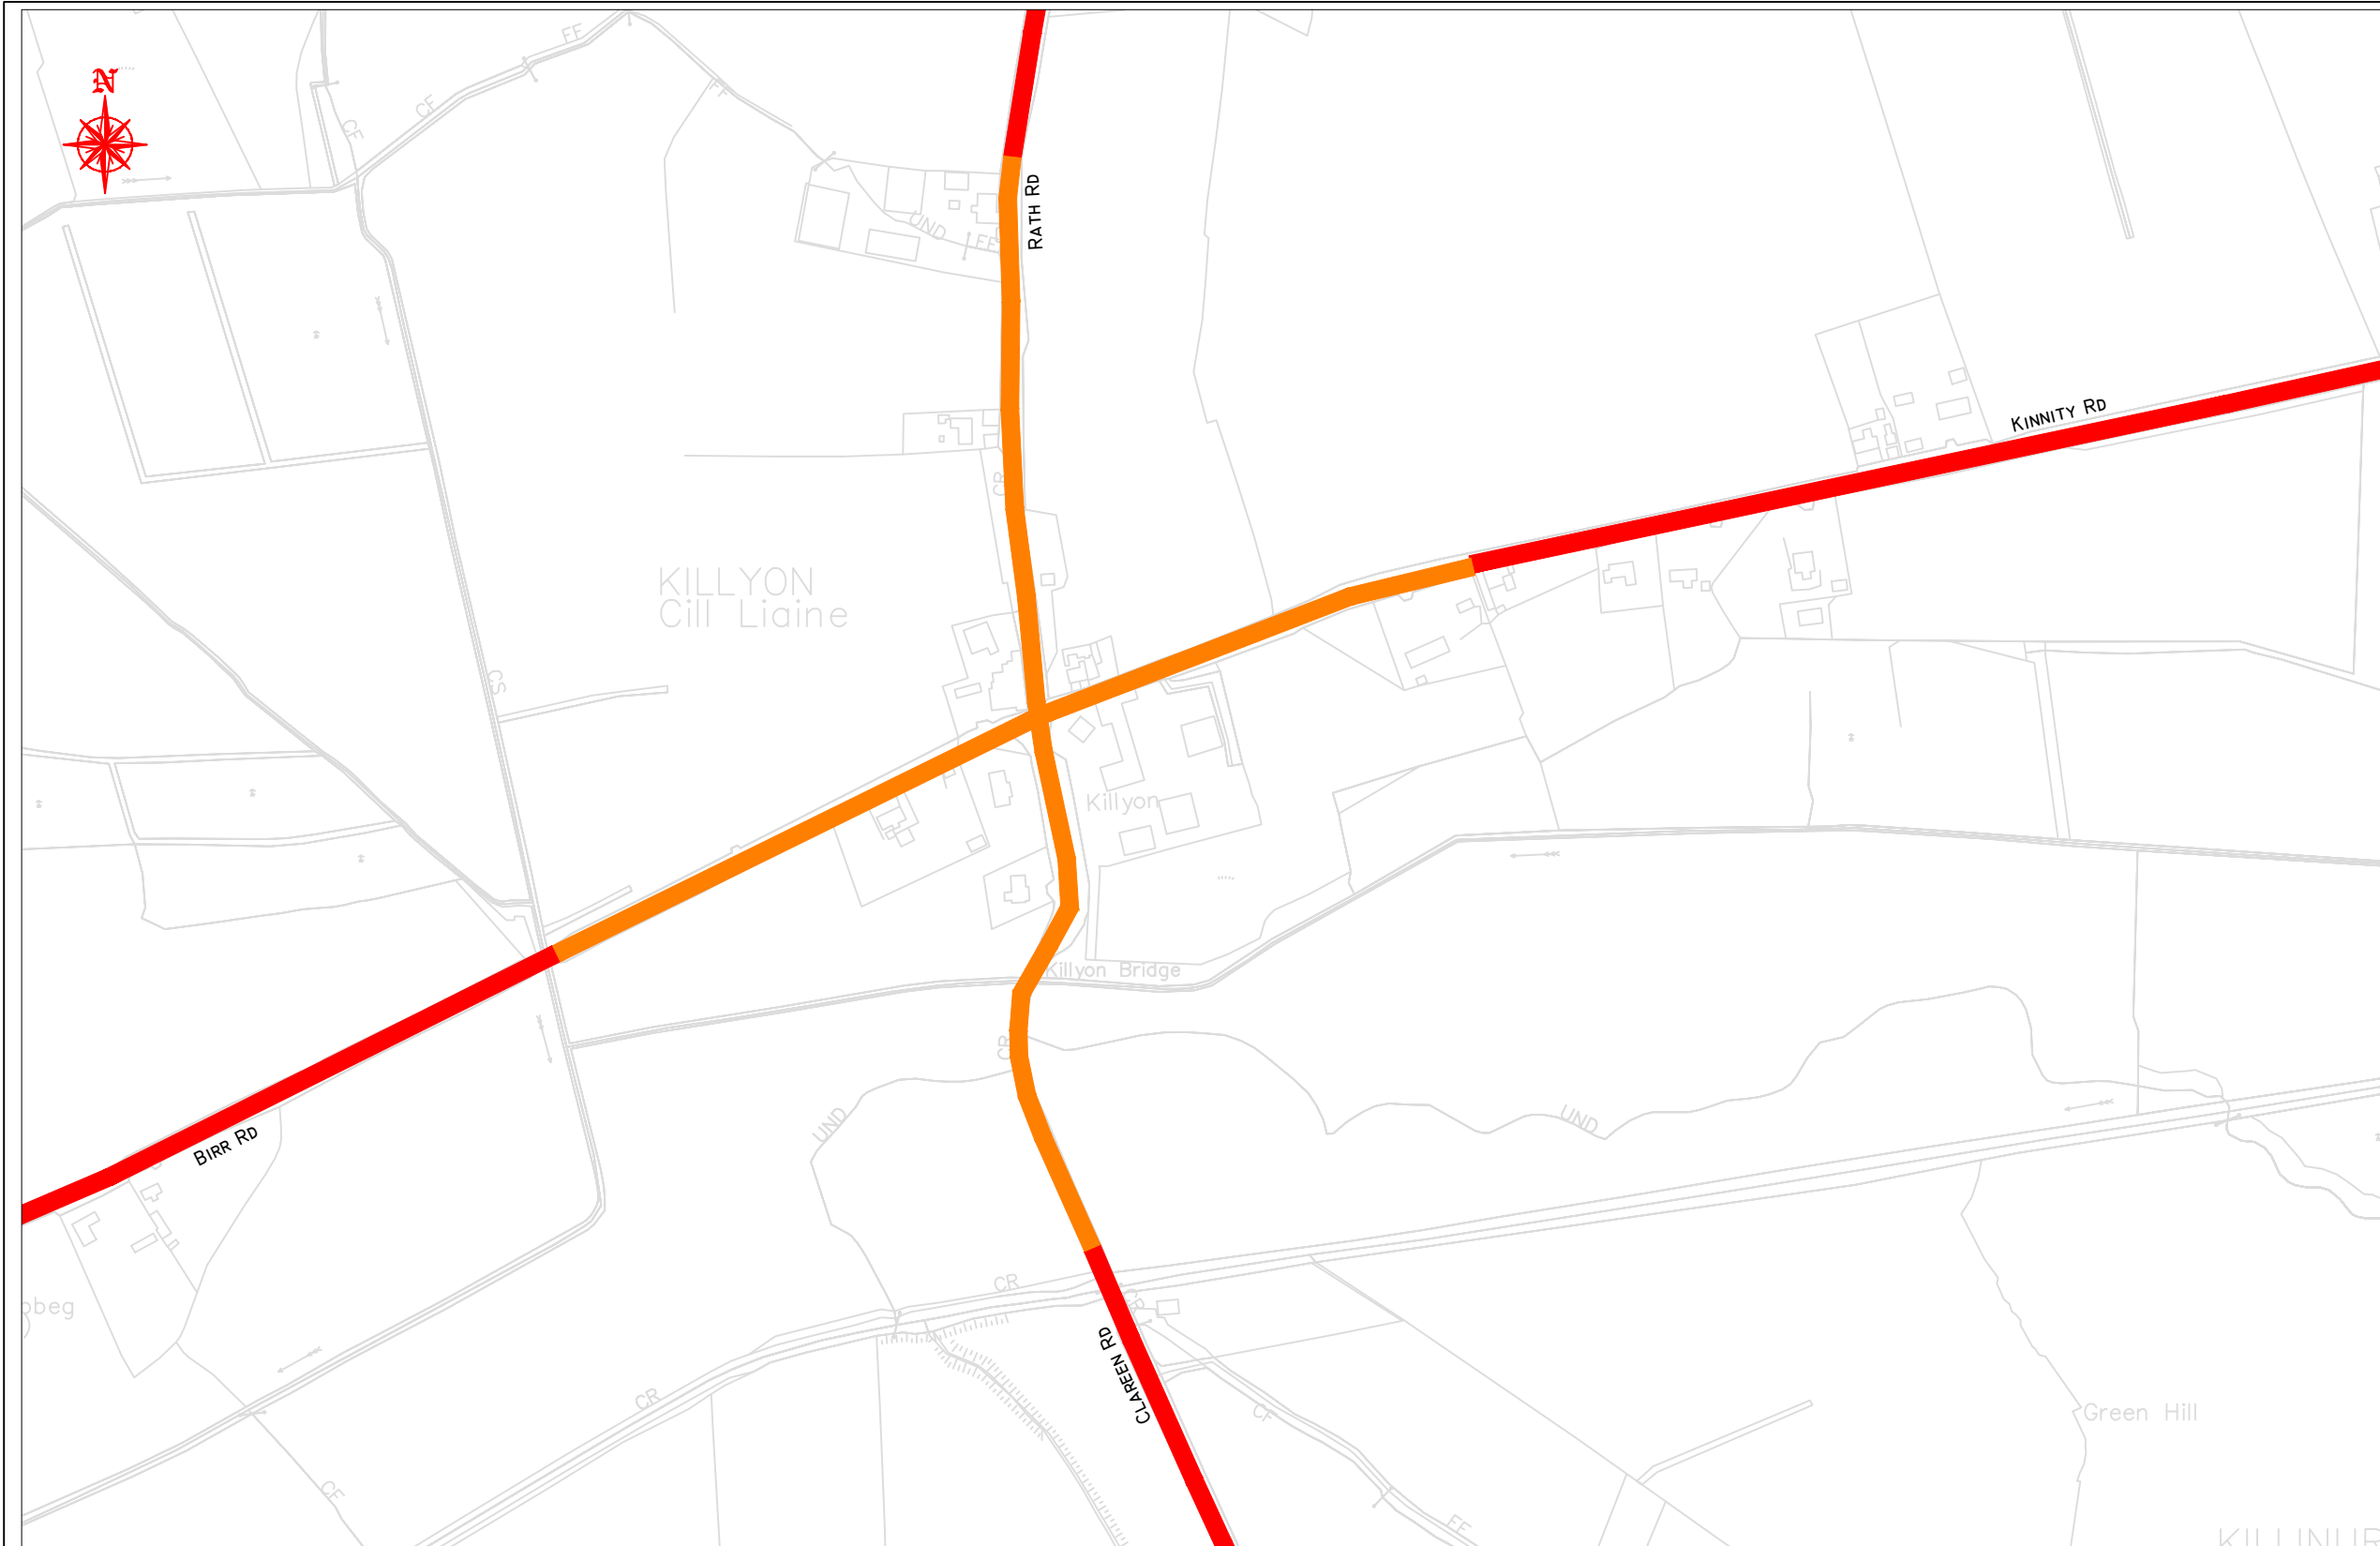 FF
N
CF
FF
CF
UND
FF
RATH RD
KINNITY RD
CR
KILLYON
Cill Liaine
CS
Killyon
Killyon Bridge
CR
UND
UND
BIRR RD
CR
CLAREEN RD
CR
CF
Green Hill
CF
FF